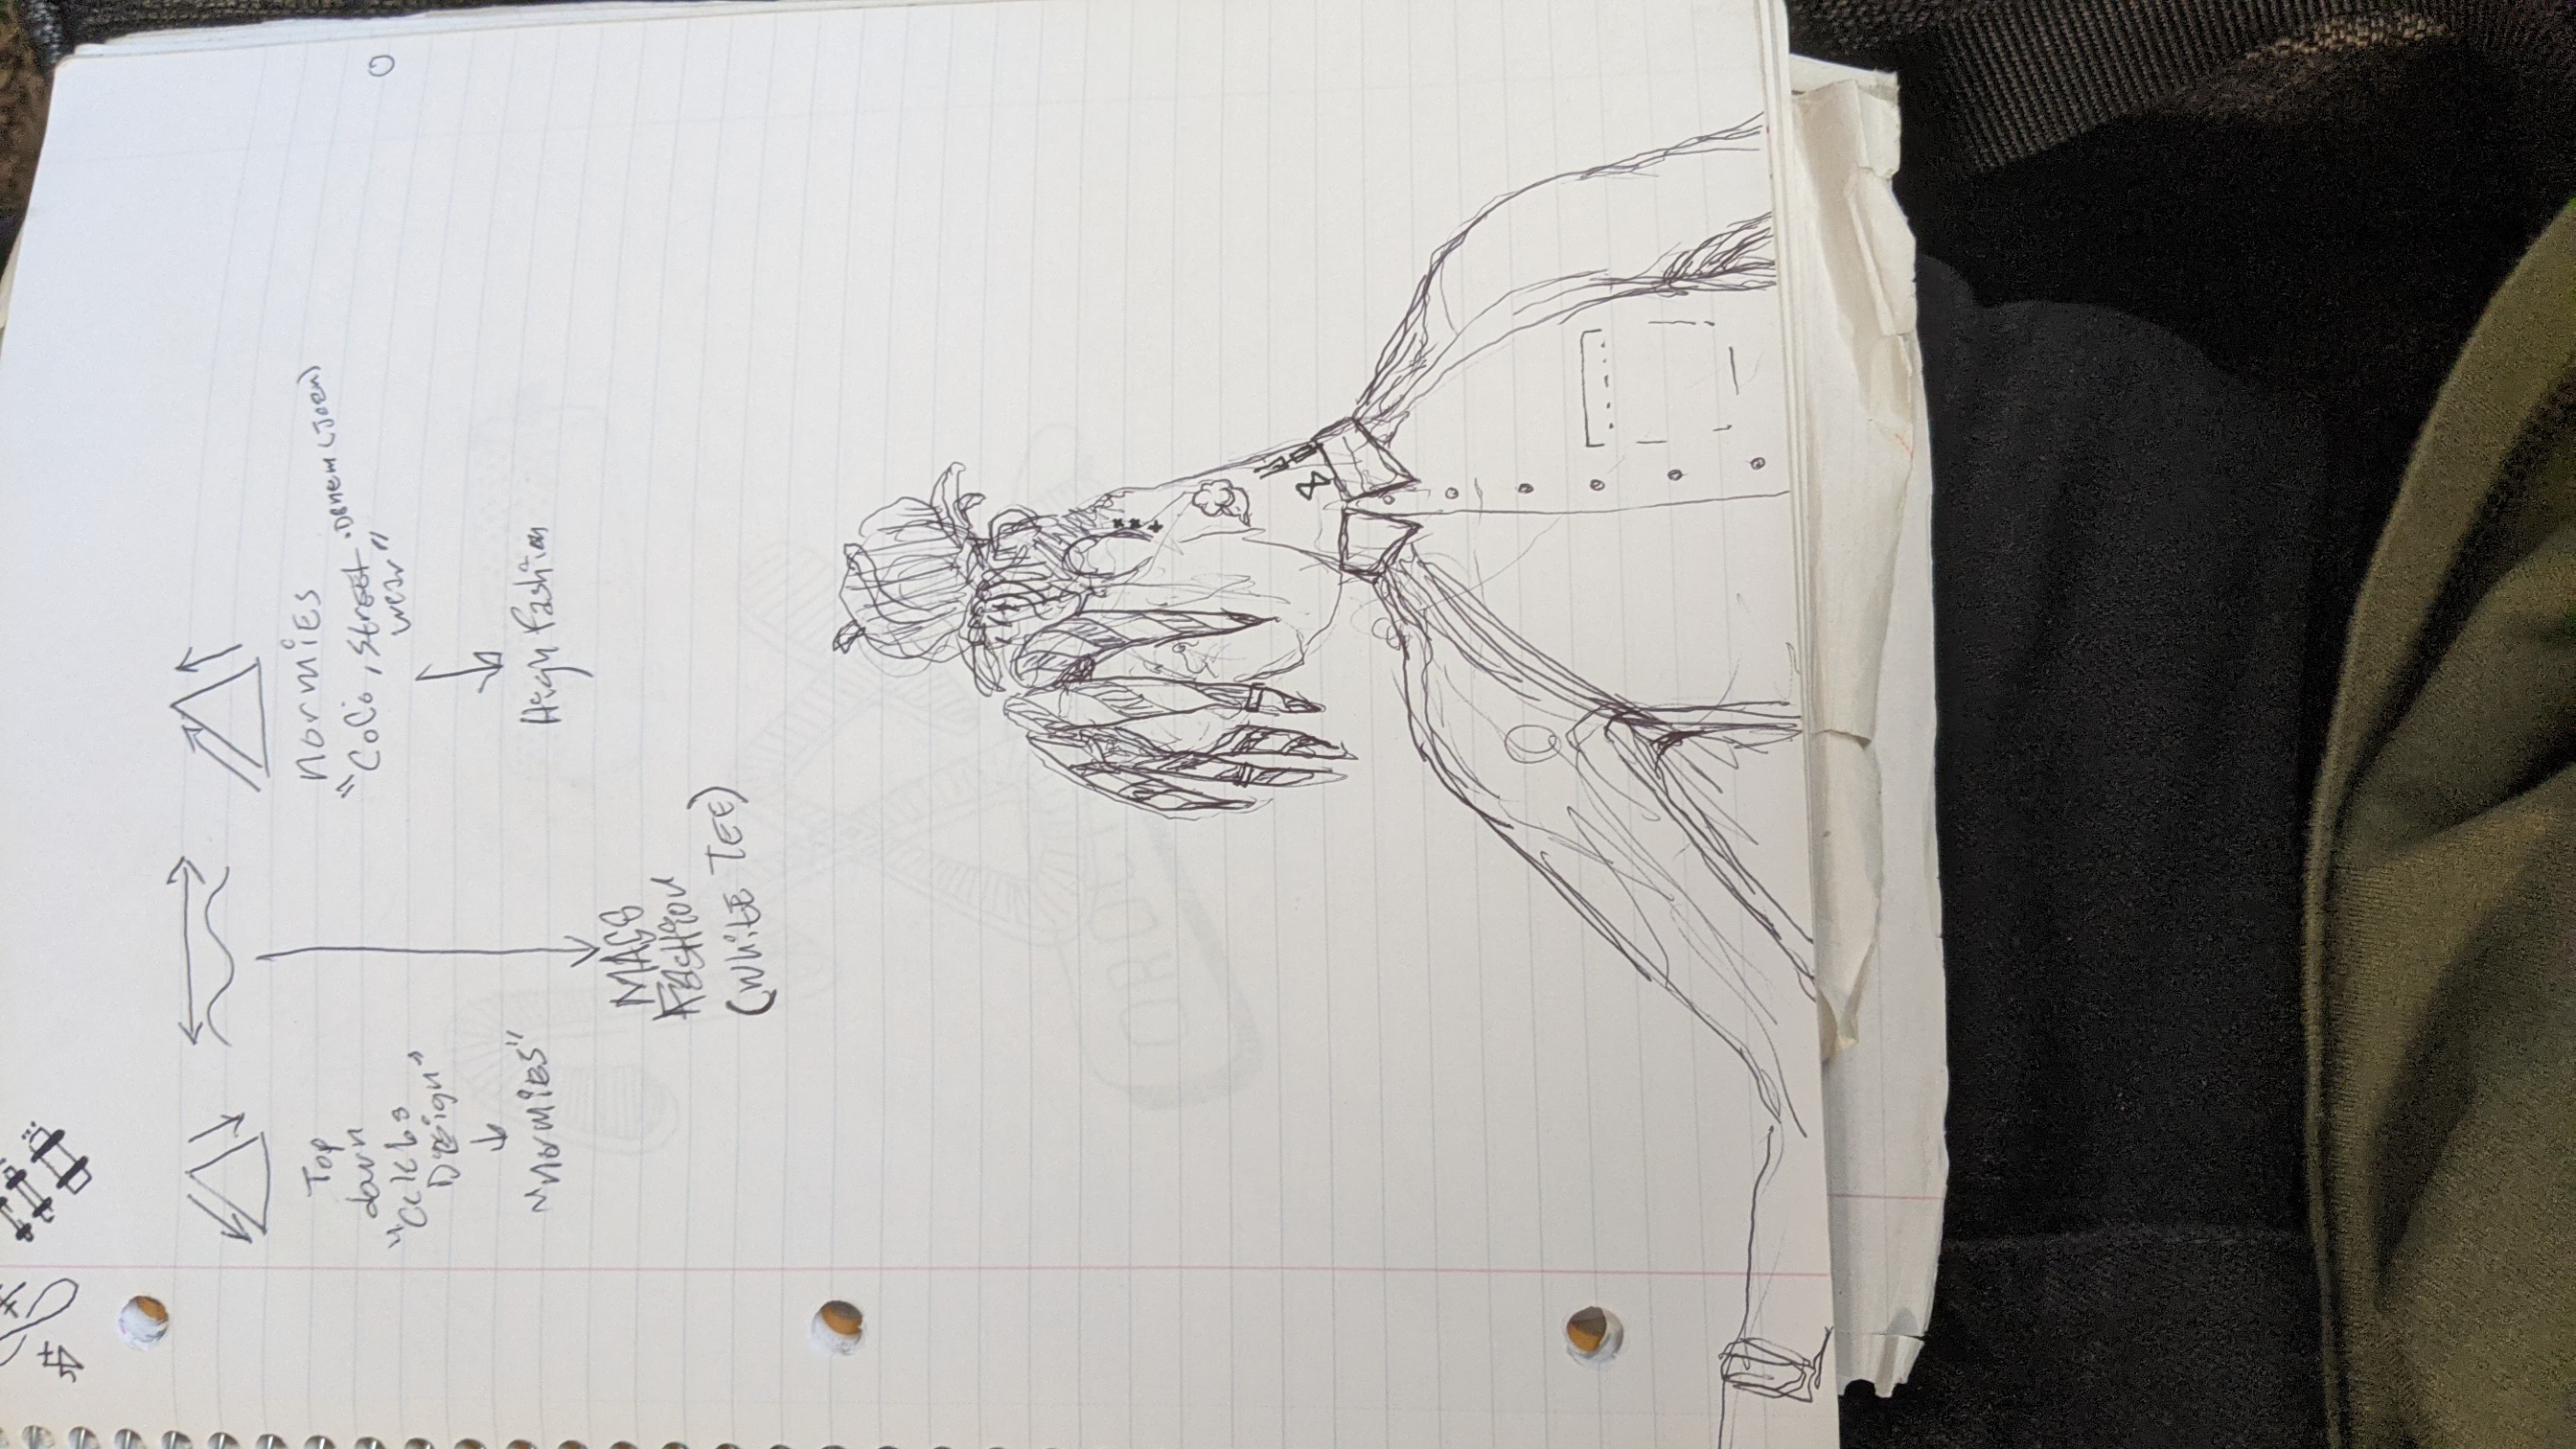 Top
down
"Celebs
Design"
"normies"
MASS
Fashion
(White TEE)
normies
"CoCo, Street
wear"
• Denem (Jean)
High Fashion